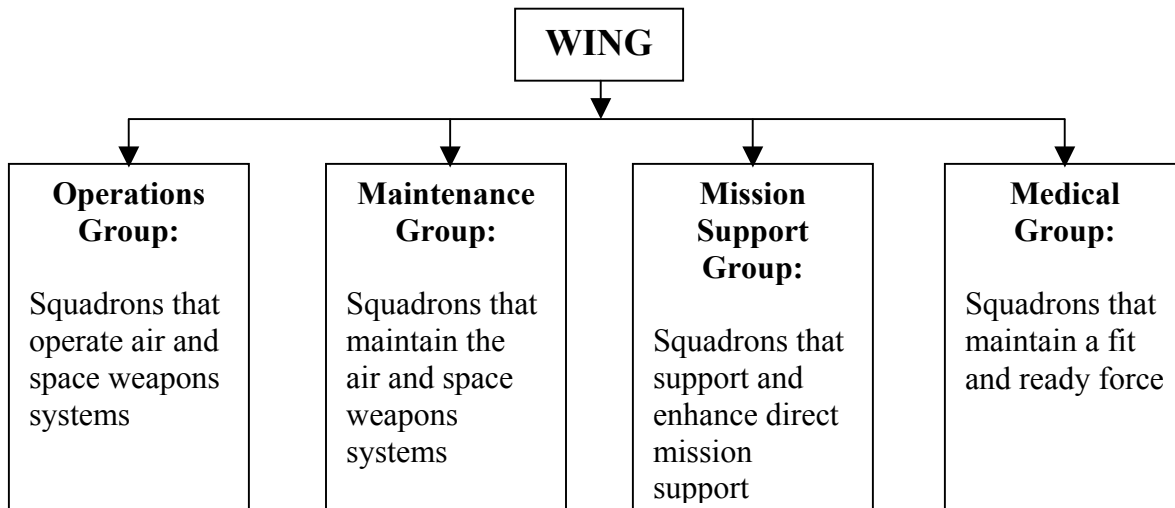 WING
Operations
Group:
Squadrons that
operate air and
space weapons
systems
Maintenance
Group:
Squadrons that
maintain the
air and space
weapons
systems
Mission
Support
Group:
Squadrons that
support and
enhance direct
mission
support
Medical
Group:
Squadrons that
maintain a fit
and ready force